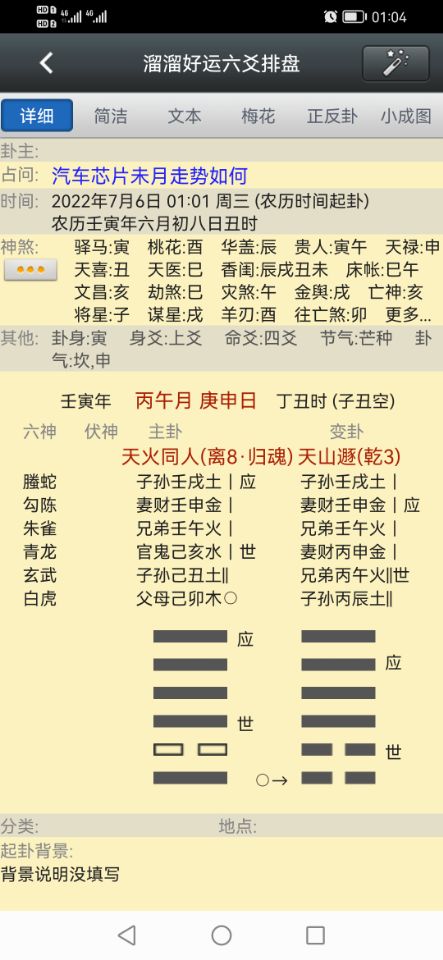 01:04
溜溜好运六爻排盘
详细 简洁 文本 梅花 正反卦 小成图
卦主:
占问: 汽车芯片未月走势如何
时间: 2022年7月6日 01:01 周三 (农历时间起卦)
农历壬寅年六月初八日丑时
神煞: 驿马:寅 桃花:酉 华盖:辰 贵人:寅午 天禄:申
天喜:丑 天医:巳 香闺:辰戌丑未 床帐:巳午
文昌:亥 劫煞:巳 灾煞:午 金舆:戌 亡神:亥
将星:子 谋星:戌 羊刃:酉 往亡煞:卯 更多...
其他: 卦身:寅 身爻:上爻 命爻:四爻 节气:芒种 卦
气:坎,申
壬寅年 丙午月 庚申日 丁丑时 (子丑空)
六神 伏神 主卦 变卦
天火同人(离8·归魂) 天山遯(乾3)
螣蛇 子孙壬戌土 | 应 子孙壬戌土 |
勾陈 妻财壬申金 | 妻财壬申金 | 应
朱雀 兄弟壬午火 | 兄弟壬午火 |
青龙 官鬼己亥水 | 世 妻财丙申金 |
玄武 子孙己丑土 || 兄弟丙午火 || 世
白虎 父母己卯木 ○ 子孙丙辰土 ||
应
应
世
世
○→
分类: 地点:
起卦背景:
背景说明没填写